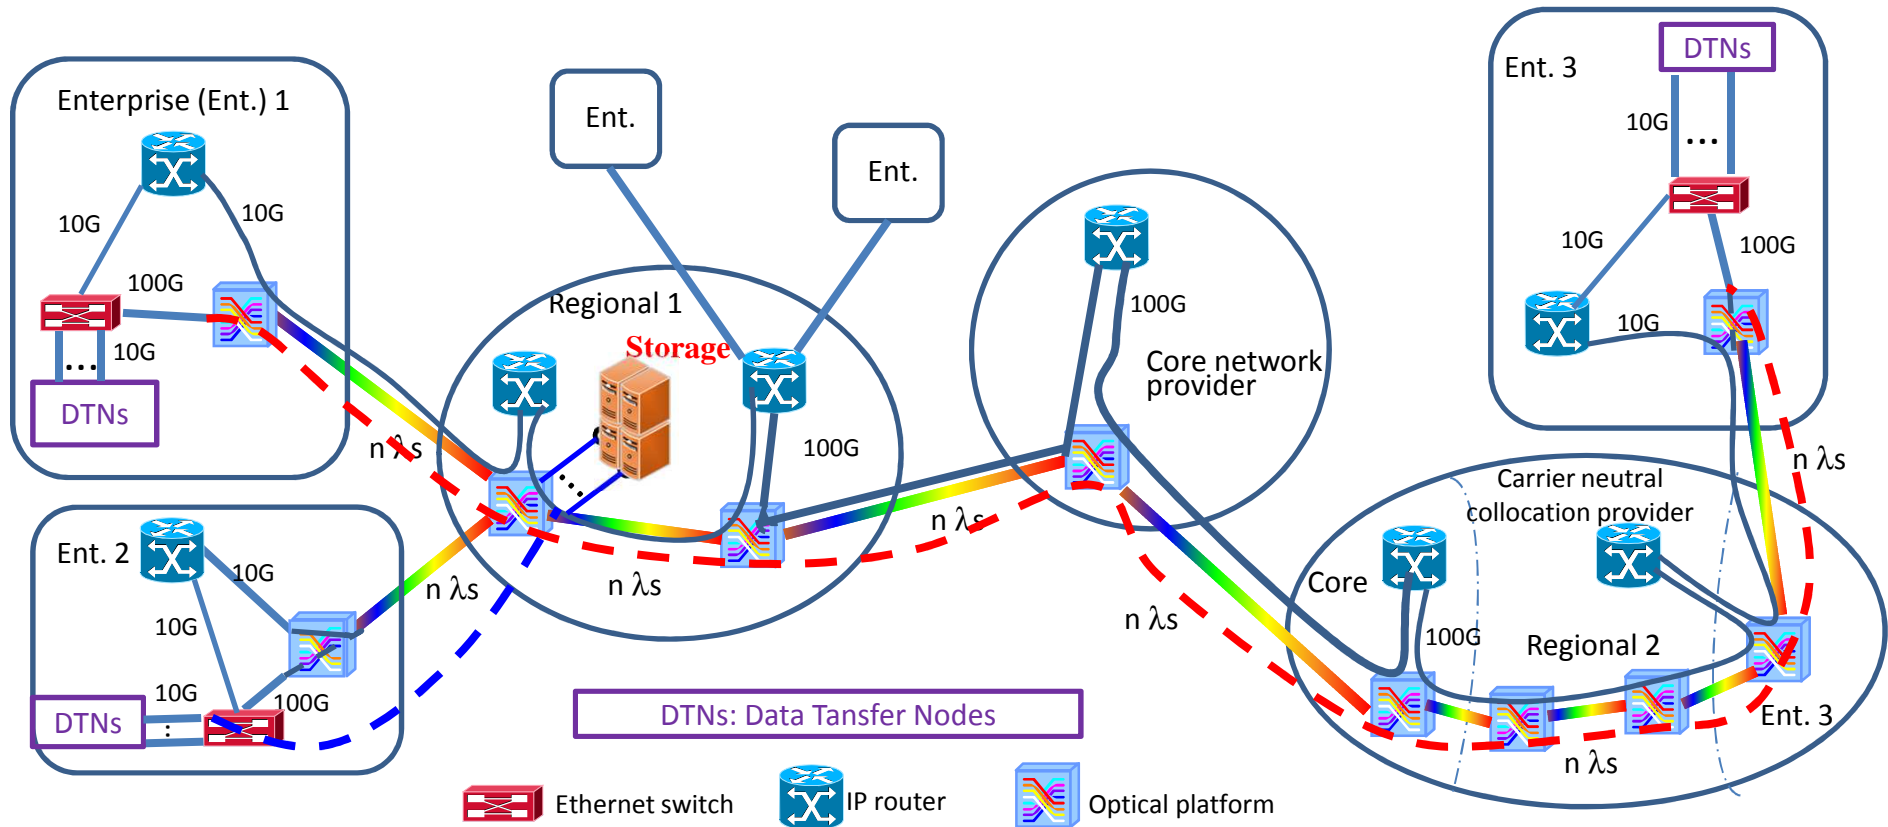 Enterprise (Ent.) 1
10G
10G
100G
10G
...
DTNs
n λs
Ent. 2
10G
10G
10G
100G
DTNs
...
n λs
Ent.
Ent.
Regional 1
Storage
...
100G
n λs
n λs
100G
Core network
provider
n λs
Ent. 3
DTNs
10G
...
10G
100G
10G
n λs
Carrier neutral
collocation provider
Core
100G
Regional 2
Ent. 3
n λs
DTNs: Data Tansfer Nodes
Ethernet switch
IP router
Optical platform